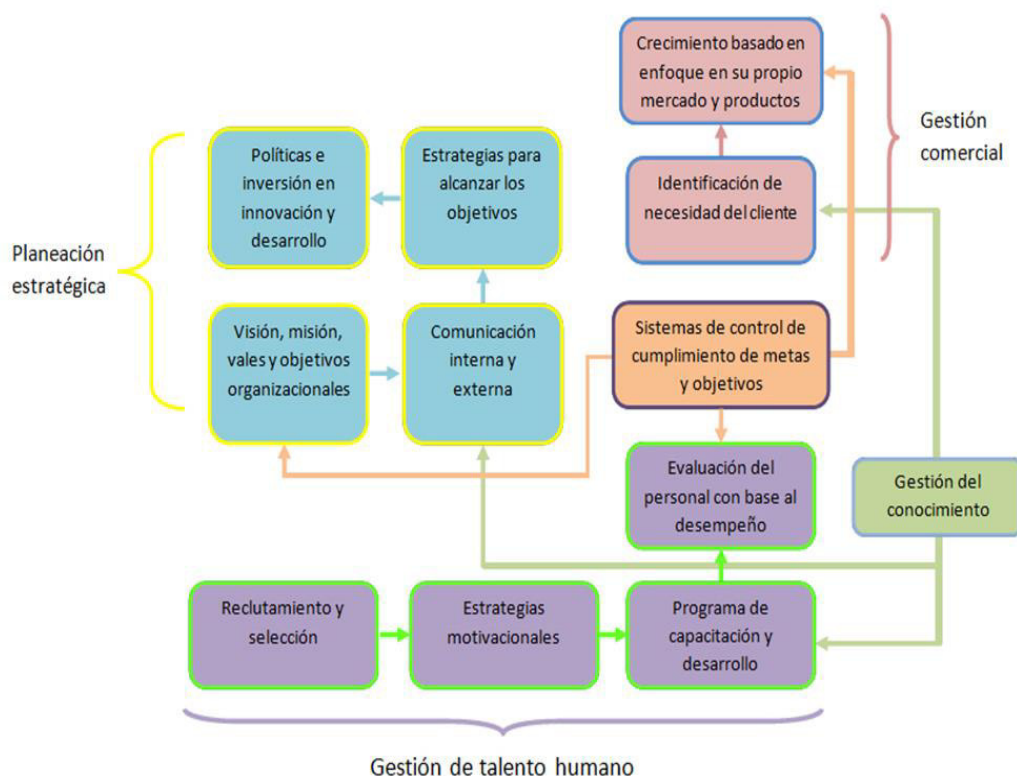 Crecimiento basado en
enfoque en su propio
mercado y productos
Gestión
comercial
Políticas e
inversión en
innovación y
desarrollo
Estrategias para
alcanzar los
objetivos
Identificación de
necesidad del cliente
Planeación
estratégica
Visión, misión,
vales y objetivos
organizacionales
Comunicación
interna y
externa
Sistemas de control de
cumplimiento de metas
y objetivos
Evaluación del
personal con base al
desempeño
Gestión del
conocimiento
Reclutamiento y
selección
Estrategias
motivacionales
Programa de
capacitación y
desarrollo
Gestión de talento humano